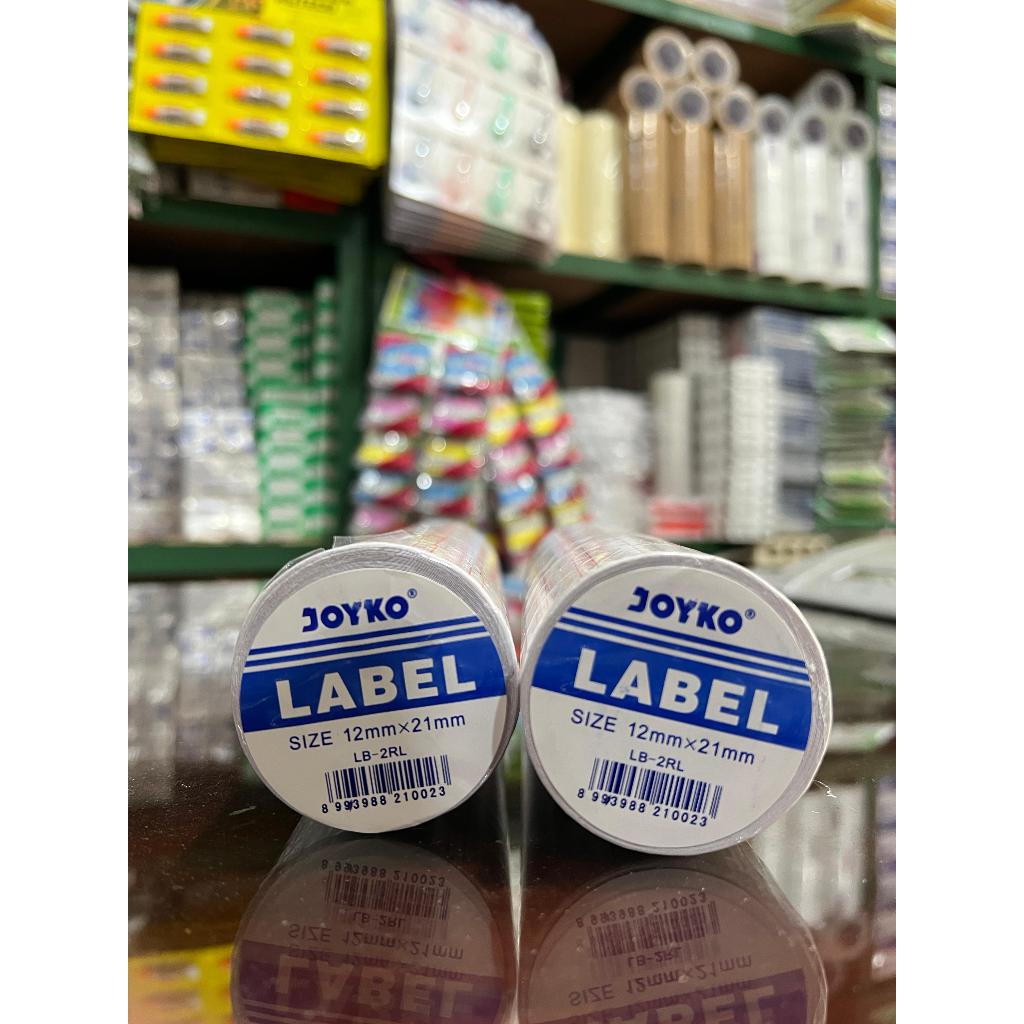 JOYKO®
LABEL
SIZE 12mm×21mm
LB-2RL
8 993988 210023
JOYKO®
LABEL
SIZE 12mm×21mm
LB-2RL
8 993988 210023